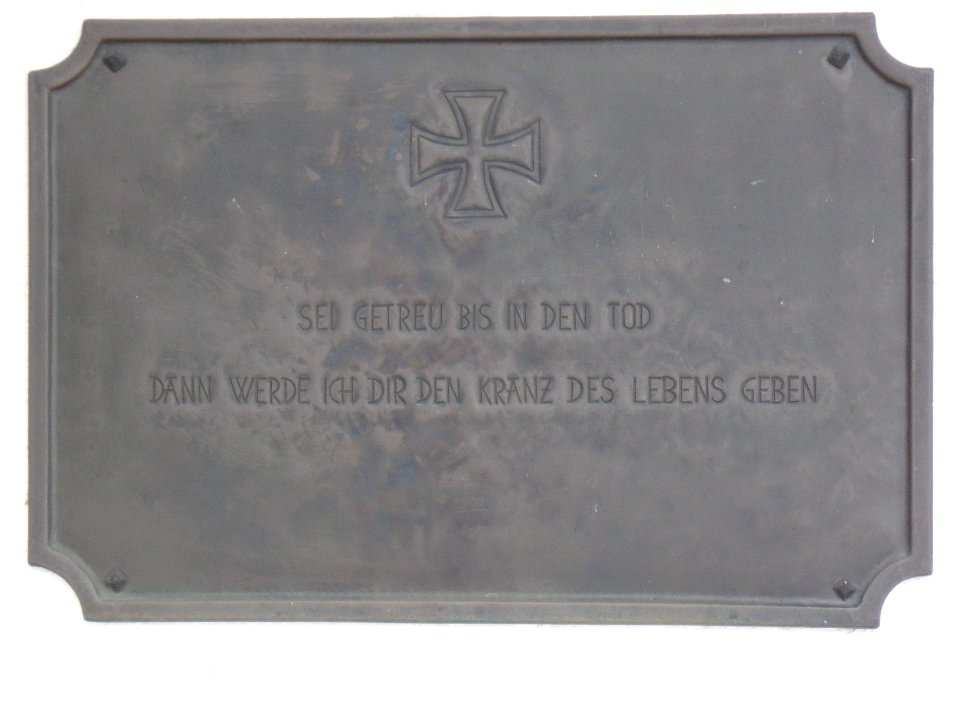 SEI GETREU BIS IN DEN TOD
DANN WERDE ICH DIR DEN KRANZ DES LEBENS GEBEN